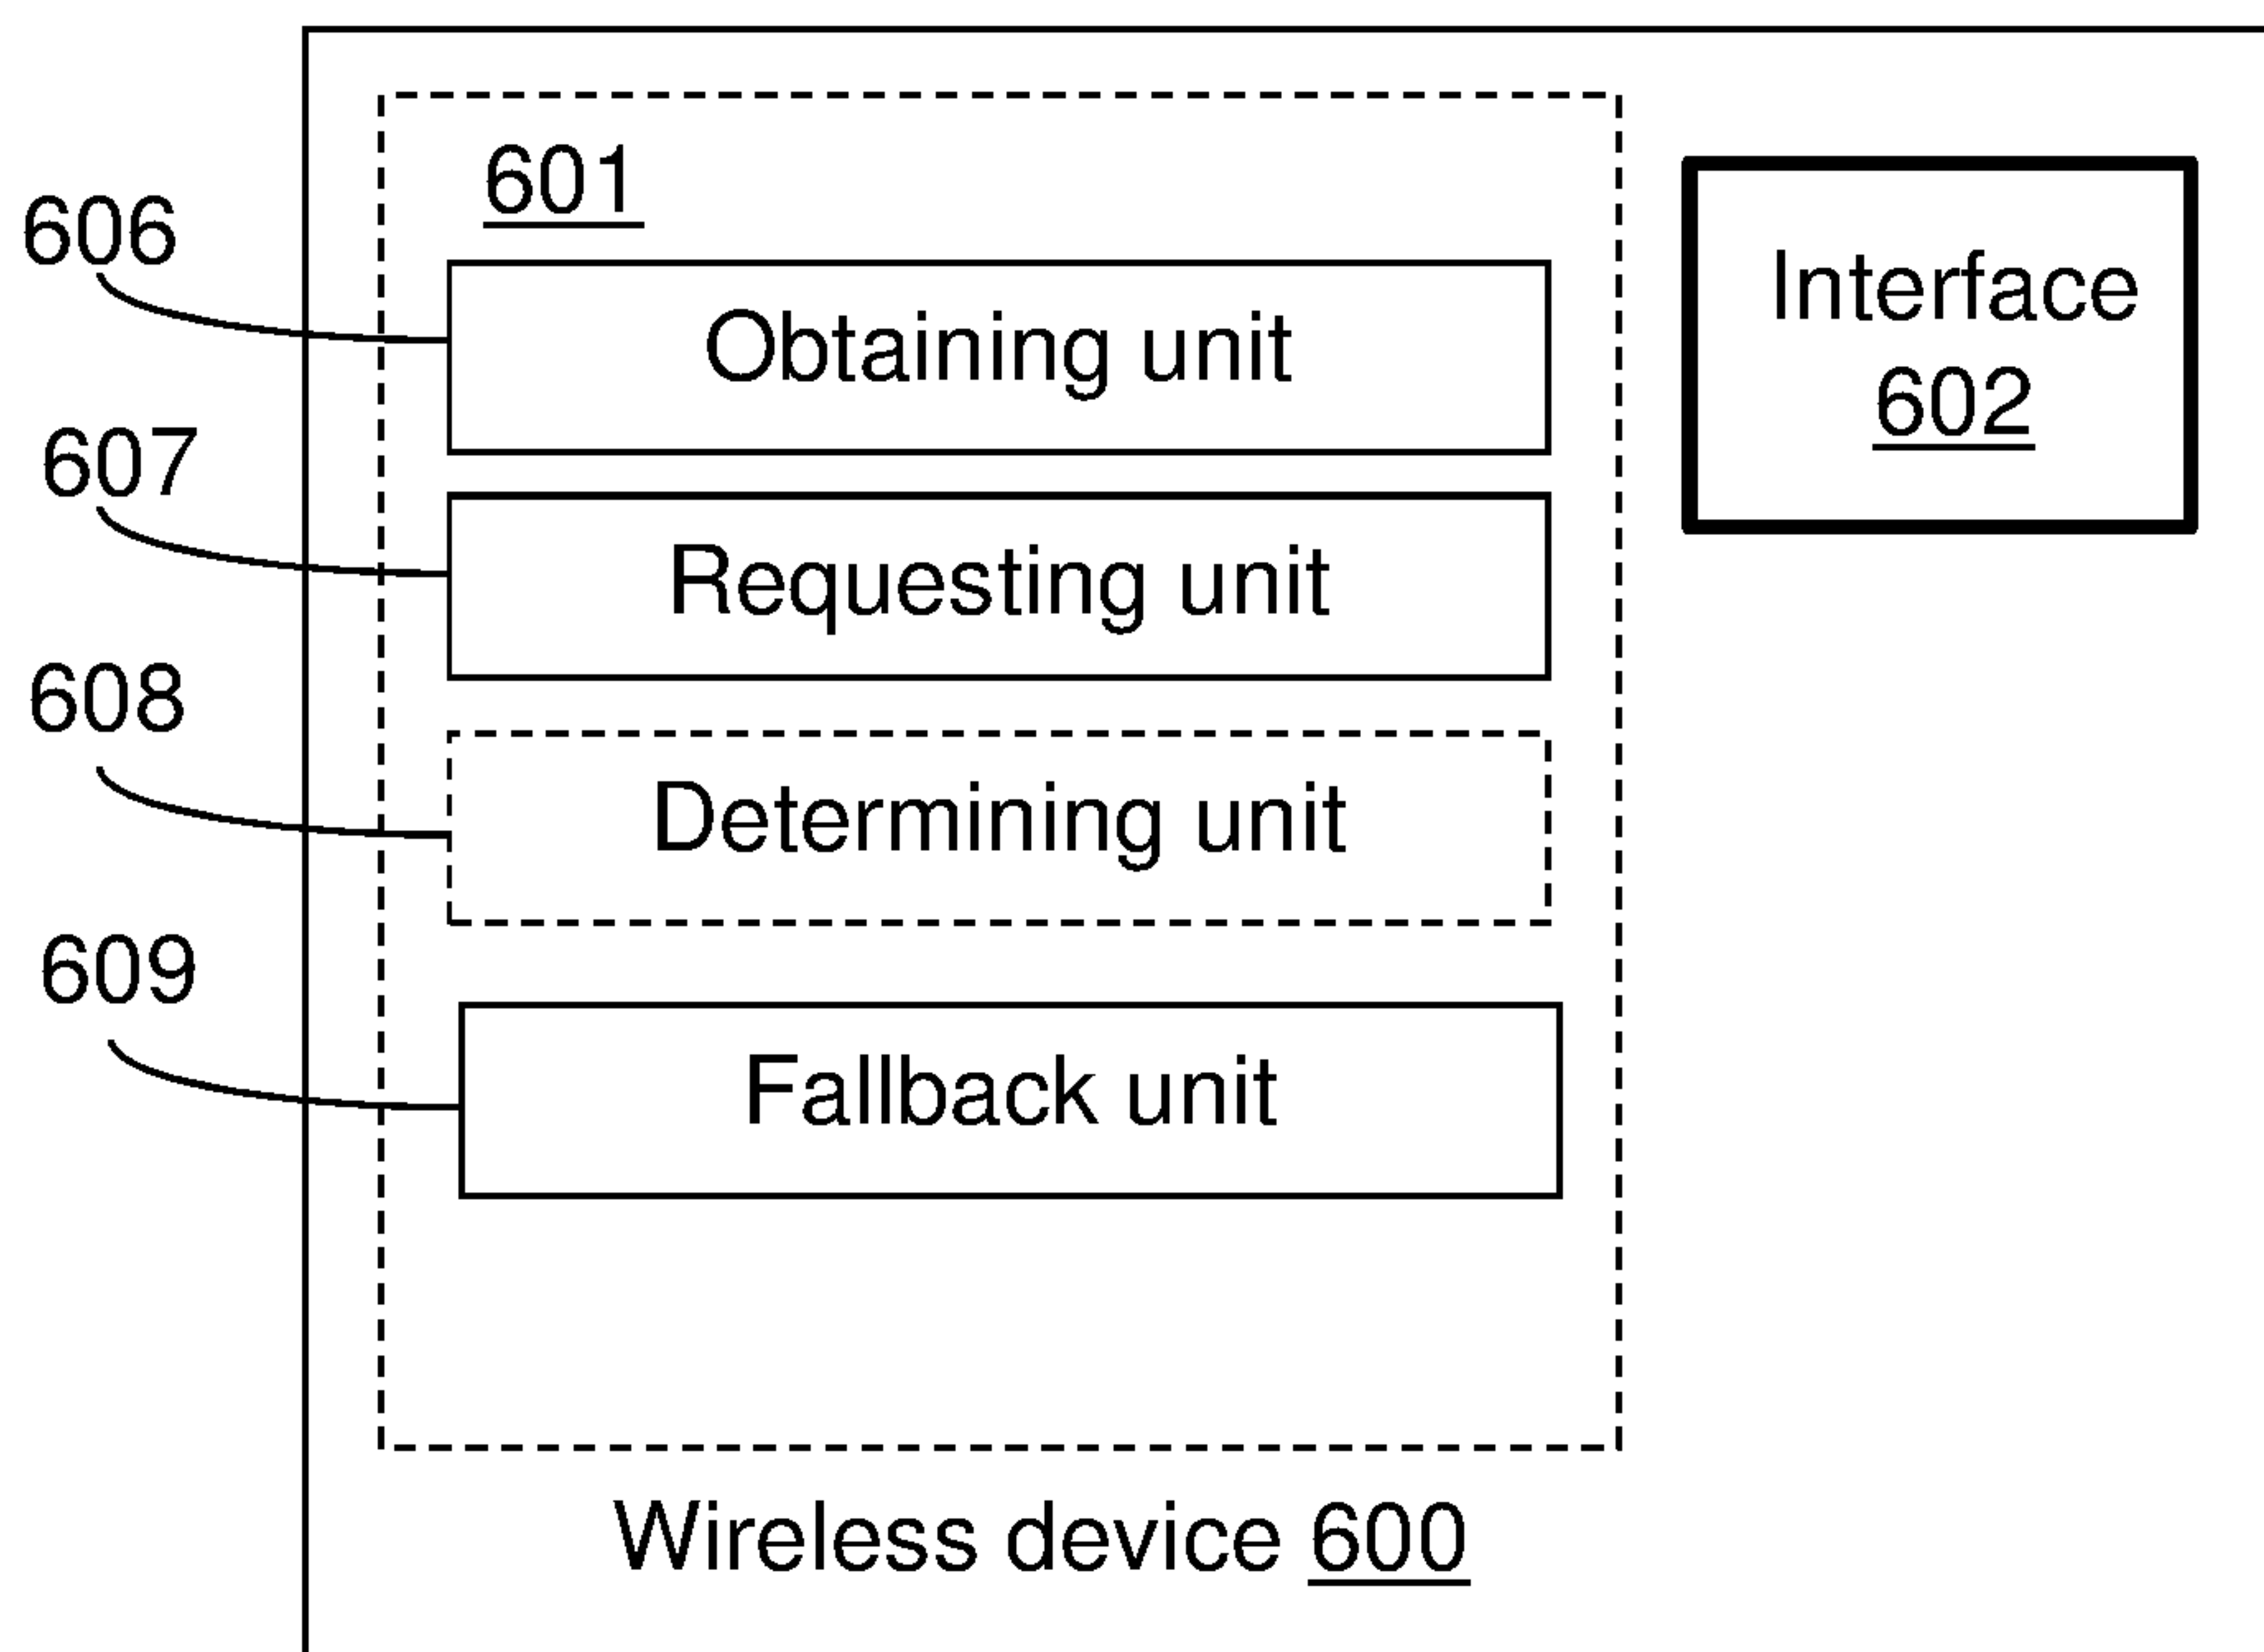 601
606
Obtaining unit
Interface
602
607
Requesting unit
608
Determining unit
609
Fallback unit
Wireless device 600